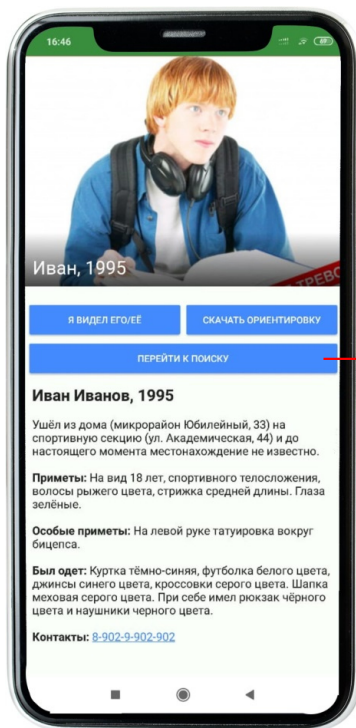 16:46
ТРЕВО
Иван, 1995
Я ВИДЕЛ ЕГО/ЕЁ
СКАЧАТЬ ОРИЕНТИРОВКУ
ПЕРЕЙТИ К ПОИСКУ
Иван Иванов, 1995
Ушёл из дома (микрорайон Юбилейный, 33) на
спортивную секцию (ул. Академическая, 44) и до
настоящего момента местонахождение не известно.
Приметы: На вид 18 лет, спортивного телосложения,
волосы рыжего цвета, стрижка средней длины. Глаза
зелёные.
Особые приметы: На левой руке татуировка вокруг
бицепса.
Был одет: Куртка тёмно-синяя, футболка белого цвета,
джинсы синего цвета, кроссовки серого цвета. Шапка
меховая серого цвета. При себе имел рюкзак чёрного
цвета и наушники черного цвета.
Контакты: 8-902-9-902-902